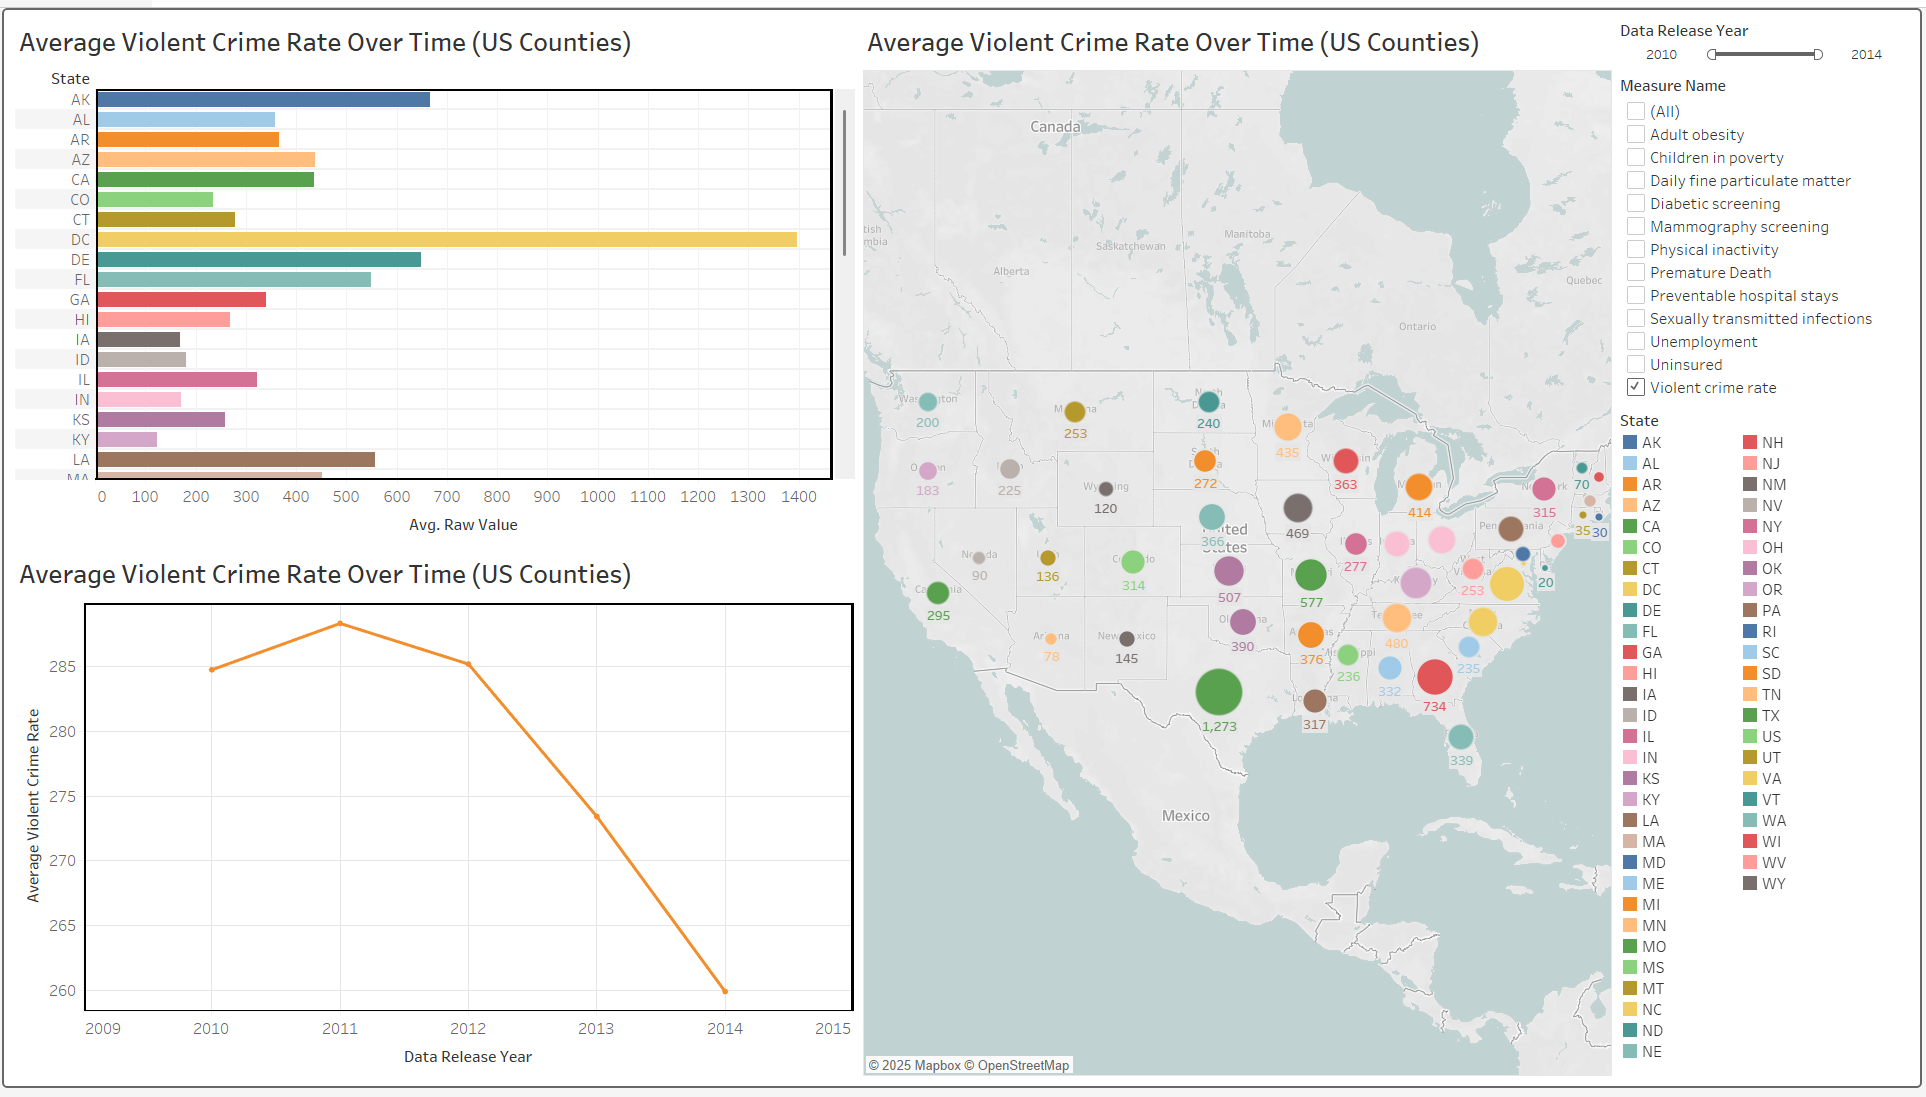 Average Violent Crime Rate Over Time (US Counties)
State
AK
AL
AR
AZ
CA
CO
CT
DC
DE
FL
GA
HI
IA
ID
IL
IN
KS
KY
LA
MA
0 100 200 300 400 500 600 700 800 900 1000 1100 1200 1300 1400
Avg. Raw Value
Average Violent Crime Rate Over Time (US Counties)
Average Violent Crime Rate
285
280
275
270
265
260
2009 2010 2011 2012 2013 2014 2015
Data Release Year
Average Violent Crime Rate Over Time (US Counties)
Canada
Manitoba
Saskatchewan
Alberta
Quebec
Ontario
200
253
240
435
183
225
120
272
363
414
315
70
35 30
366
United
States
469
90
136
314
507
577
277
253
20
295
78
145
390
376
480
236
332
235
734
1,273
317
339
Mexico
© 2025 Mapbox © OpenStreetMap
Data Release Year
2010 2014
Measure Name
(All)
Adult obesity
Children in poverty
Daily fine particulate matter
Diabetic screening
Mammography screening
Physical inactivity
Premature Death
Preventable hospital stays
Sexually transmitted infections
Unemployment
Uninsured
Violent crime rate
State
AK NH
AL NJ
AR NM
AZ NV
CA NY
CO OH
CT OK
DC OR
DE PA
FL RI
GA SC
HI SD
IA TN
ID TX
IL US
IN UT
KS VA
KY VT
LA WA
MA WI
MD WV
ME WY
MI
MN
MO
MS
MT
NC
ND
NE